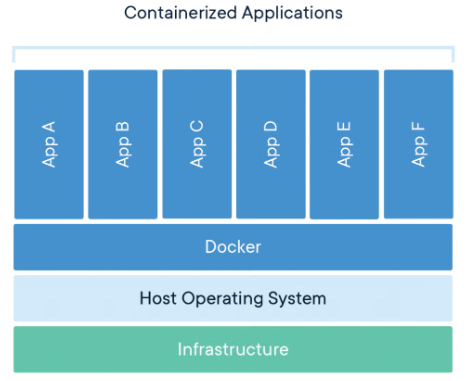 Containerized Applications
App A
App B
App C
App D
App E
App F
Docker
Host Operating System
Infrastructure